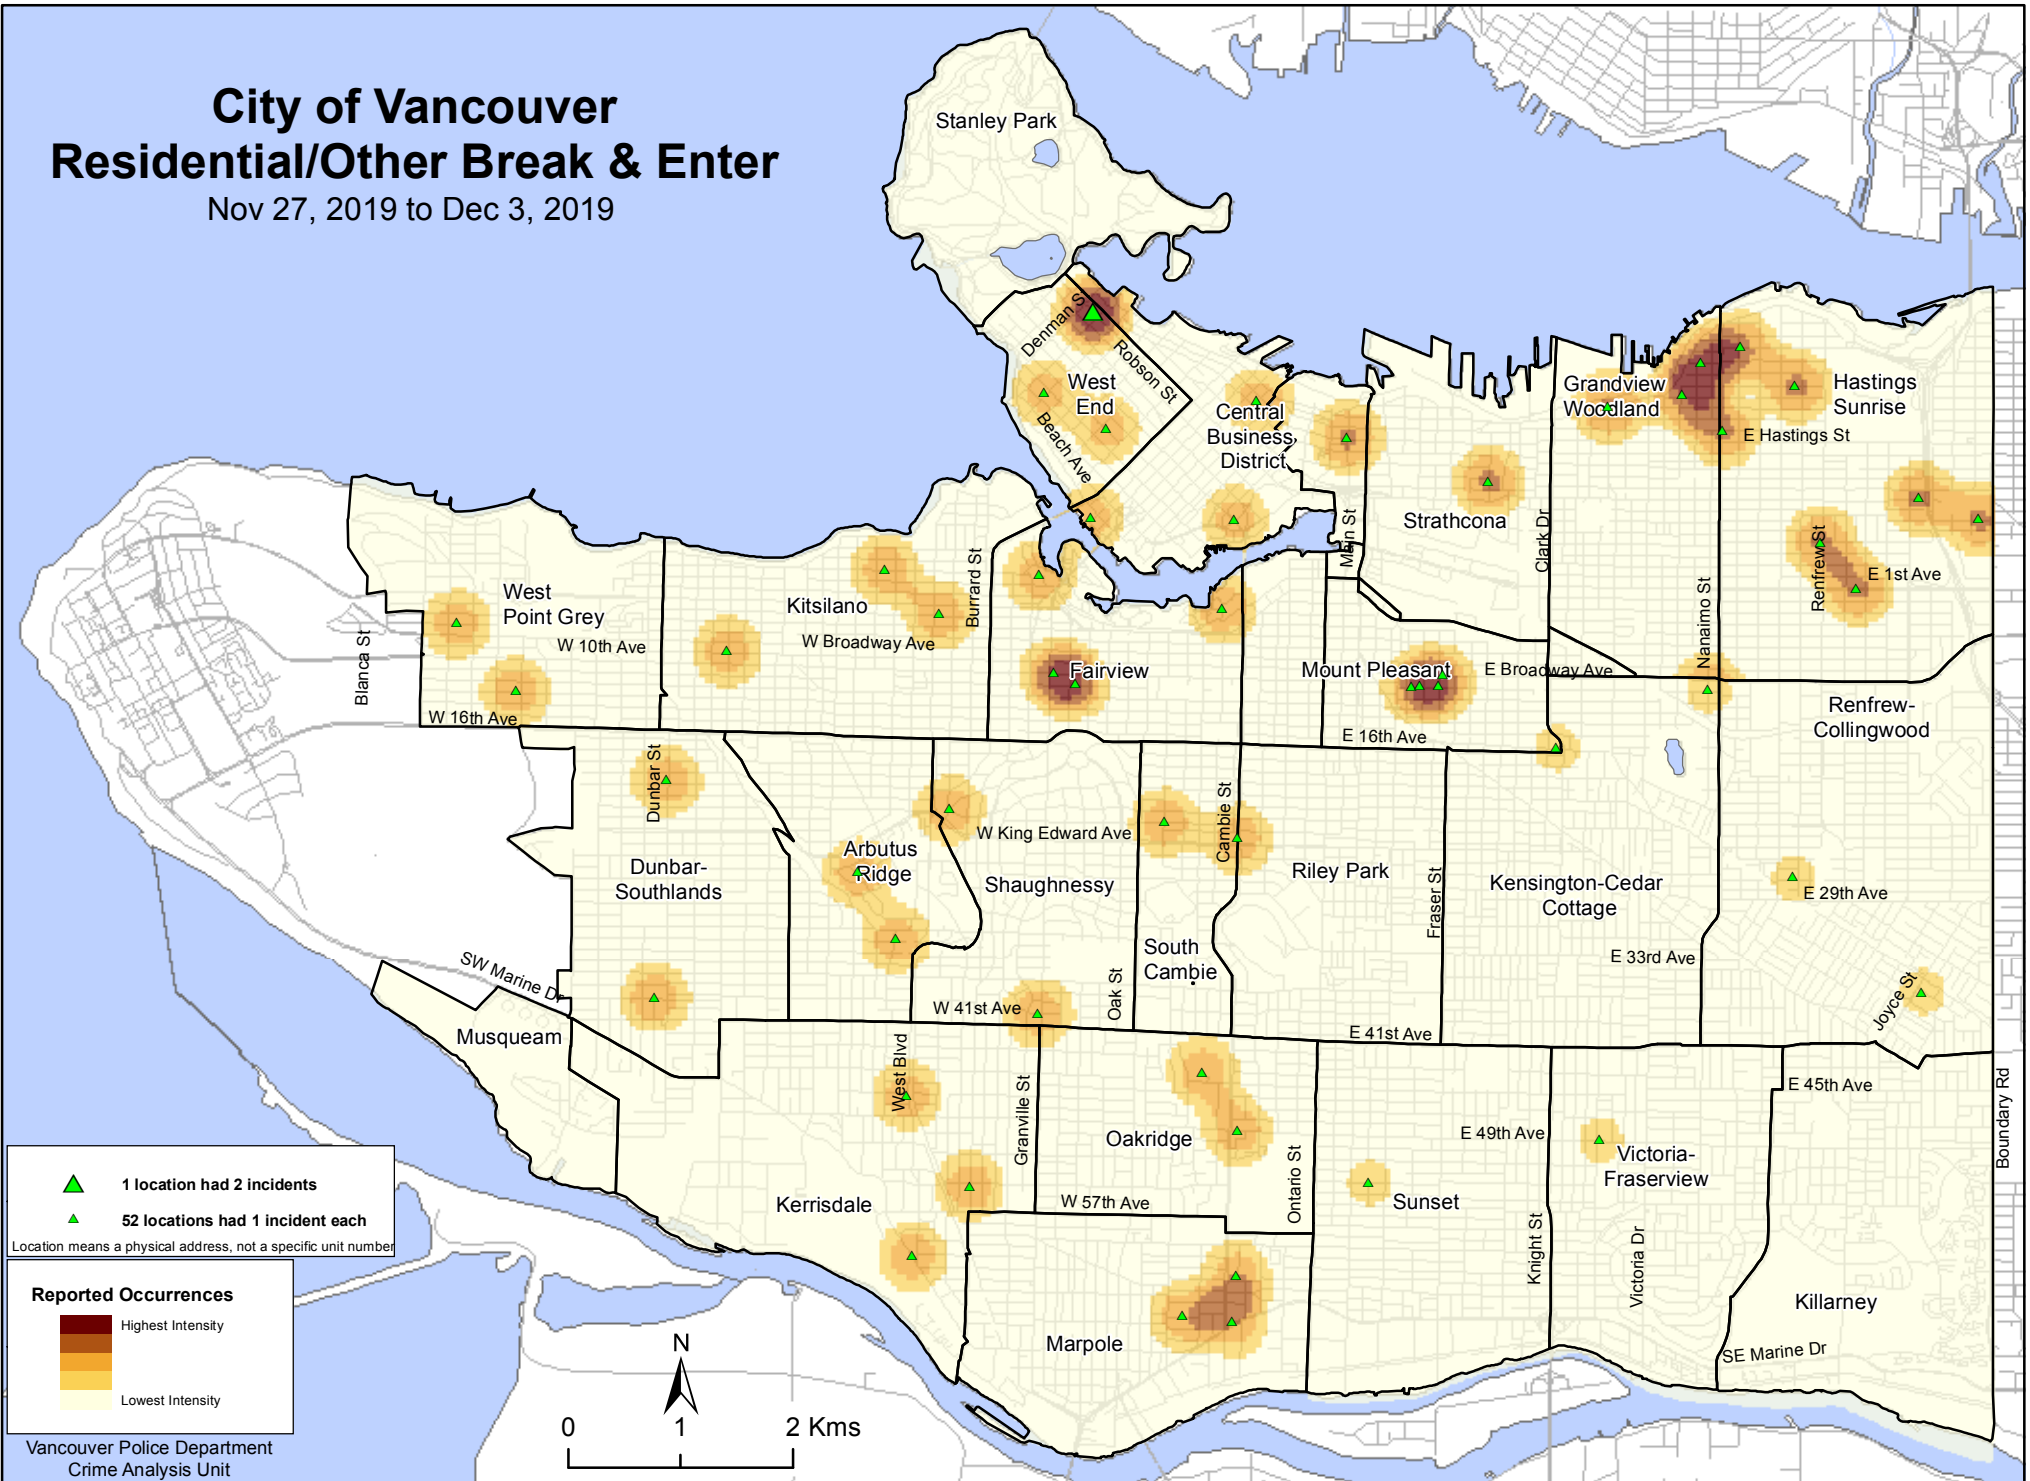 City of Vancouver
Residential/Other Break & Enter
Nov 27, 2019 to Dec 3, 2019
Stanley Park
Denman S
Robson St
West
End
Beach Ave
Central
Business
District
Grandview
Woodland
Hastings
Sunrise
E Hastings St
Strathcona
Main St
Clark Dr
Nanaimo St
Renfrew St
E 1st Ave
West
Point Grey
W 10th Ave
Blanca St
W 16th Ave
Kitsilano
W Broadway Ave
Burrard St
Fairview
Mount Pleasant
E Broadway Ave
E 16th Ave
Renfrew-
Collingwood
Dunbar St
Dunbar-
Southlands
Arbutus
Ridge
W King Edward Ave
Shaughnessy
Cambie St
Riley Park
Fraser St
Kensington-Cedar
Cottage
E 29th Ave
E 33rd Ave
South
Cambie
Oak St
W 41st Ave
E 41st Ave
Joyce St
SW Marine Dr
Musqueam
West Blvd
Granville St
Oakridge
Ontario St
E 49th Ave
E 45th Ave
Boundary Rd
Victoria-
Fraserview
Kerrisdale
W 57th Ave
Sunset
Knight St
Victoria Dr
Killarney
Marpole
SE Marine Dr
1 location had 2 incidents
52 locations had 1 incident each
Location means a physical address, not a specific unit number
Reported Occurrences
Highest Intensity
Lowest Intensity
Vancouver Police Department
Crime Analysis Unit
N
0 1 2 Kms